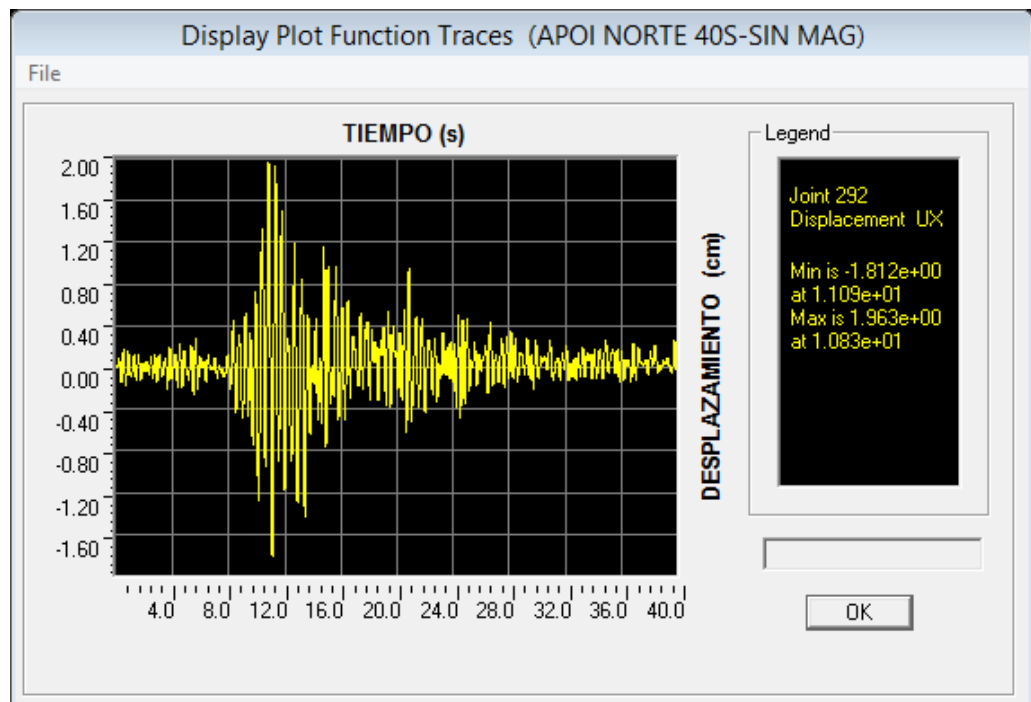 Display Plot Function Traces (APOI NORTE 40S-SIN MAG)
File
TIEMPO (s)
2.00
1.60
1.20
0.80
0.40
0.00
-0.40
-0.80
-1.20
-1.60
4.0 8.0 12.0 16.0 20.0 24.0 28.0 32.0 36.0 40.0
DESPLAZAMIENTO (cm)
Legend
Joint 292
Displacement UX
Min is -1.812e+00
at 1.109e+01
Max is 1.963e+00
at 1.083e+01
OK